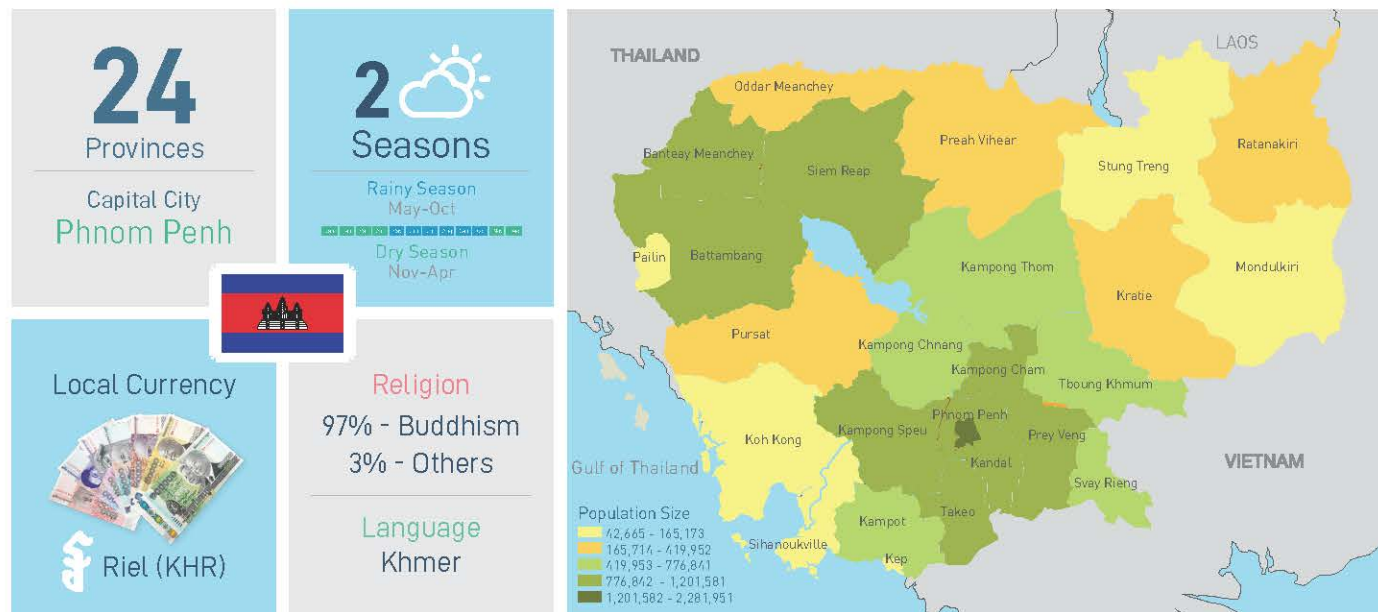 24
Provinces
Capital City
Phnom Penh
2
Seasons
Rainy Season
May-Oct
Dry Season
Nov-Apr
Local Currency
Riel (KHR)
Religion
97% - Buddhism
3% - Others
Language
Khmer
THAILAND
LAOS
Oddar Meanchey
Banteay Meanchey
Siem Reap
Preah Vihear
Stung Treng
Ratanakiri
Pailin
Battambang
Kampong Thom
Kratie
Mondulkiri
Pursat
Kampong Chnang
Kampong Cham
Tboung Khmum
Phnom Penh
Koh Kong
Kampong Speu
Prey Veng
Kandal
Gulf of Thailand
VIETNAM
Svay Rieng
Takeo
Kampot
Sihanoukville
Kep
Population Size
42,665 - 165,173
165,714 - 419,952
419,953 - 776,841
776,842 - 1,201,581
1,201,582 - 2,281,951